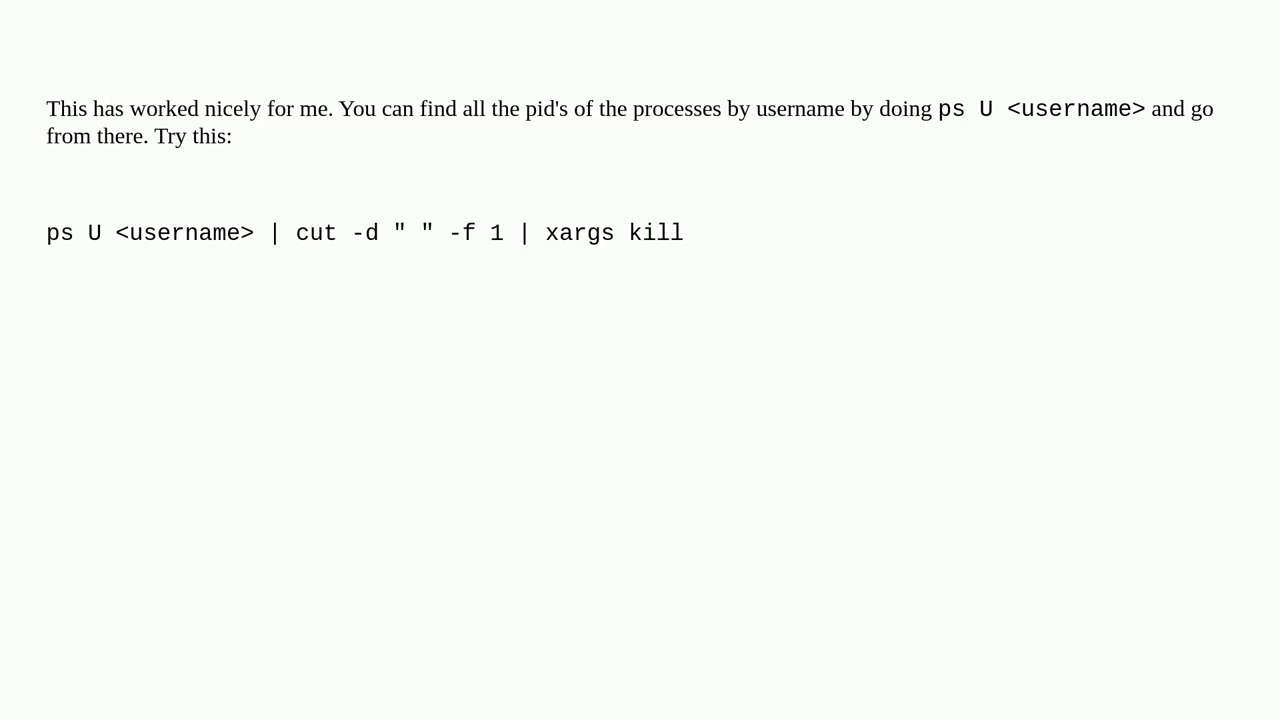 This has worked nicely for me. You can find all the pid's of the processes by username by doing ps U <username> and go
from there. Try this:
ps U <username> | cut -d " " -f 1 | xargs kill